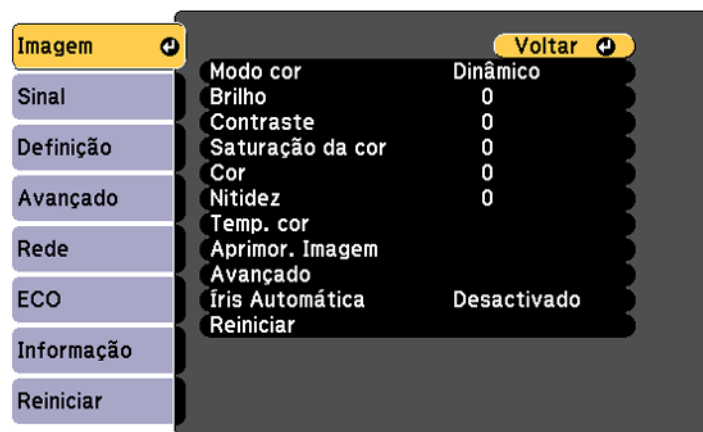 Imagem
Sinal
Definição
Avançado
Rede
ECO
Informação
Reiniciar
Voltar
Modo cor Dinâmico
Brilho 0
Contraste 0
Saturação da cor 0
Cor 0
Nitidez 0
Temp. cor
Aprimor. Imagem
Avançado
Íris Automática Desactivado
Reiniciar